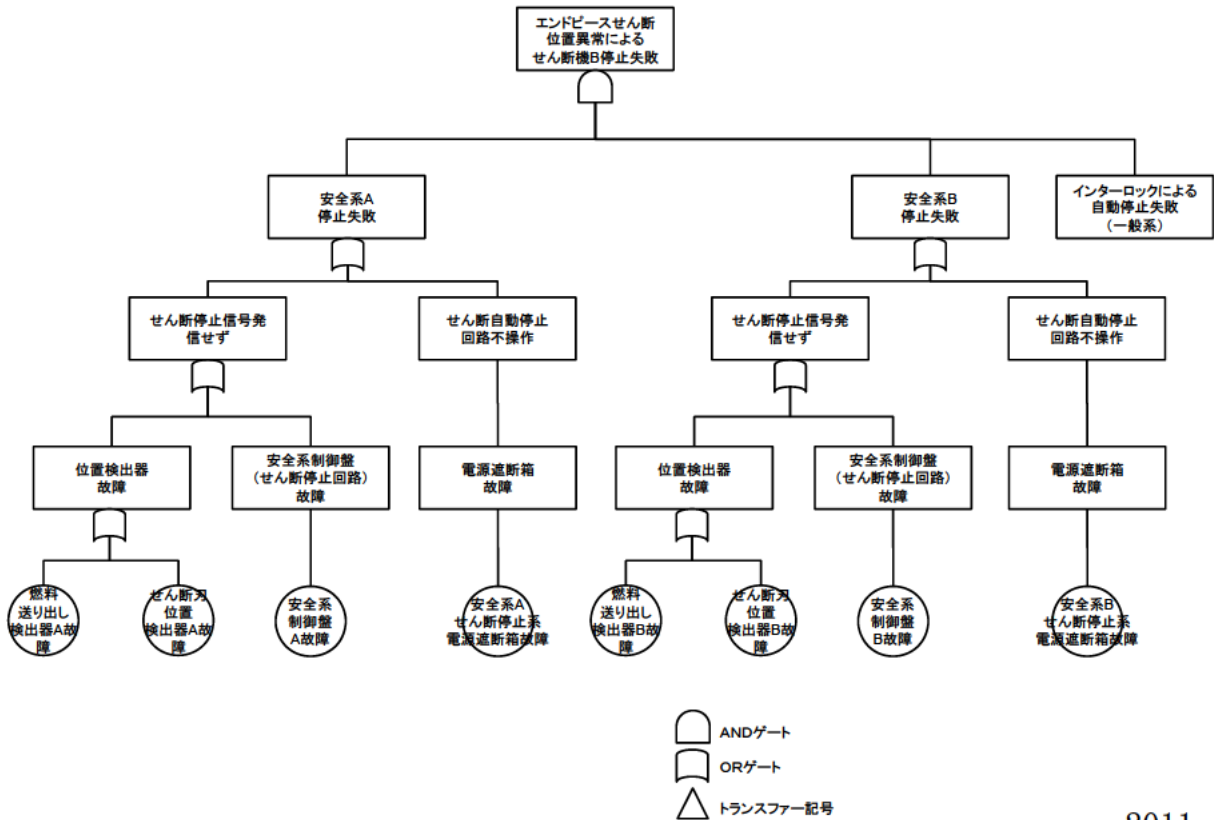 エンドピースせん断
位置異常による
せん断機B停止失敗
安全系A
停止失敗
安全系B
停止失敗
インターロックによる
自動停止失敗
(一般系)
せん断停止信号発
信せず
せん断自動停止
回路不操作
せん断停止信号発
信せず
せん断自動停止
回路不操作
位置検出器
故障
安全系制御盤
(せん断停止回路)
故障
電源遮断箱
故障
位置検出器
故障
安全系制御盤
(せん断停止回路)
故障
電源遮断箱
故障
燃料
送り出し
検出器A故
障
せん断刃
位置
検出器A故
障
安全系
制御盤
A故障
安全系A
せん断停止系
電源遮断箱故障
燃料
送り出し
検出器B故
障
せん断刃
位置
検出器B故
障
安全系
制御盤
B故障
安全系B
せん断停止系
電源遮断箱故障
ANDゲート
ORゲート
トランスファー記号